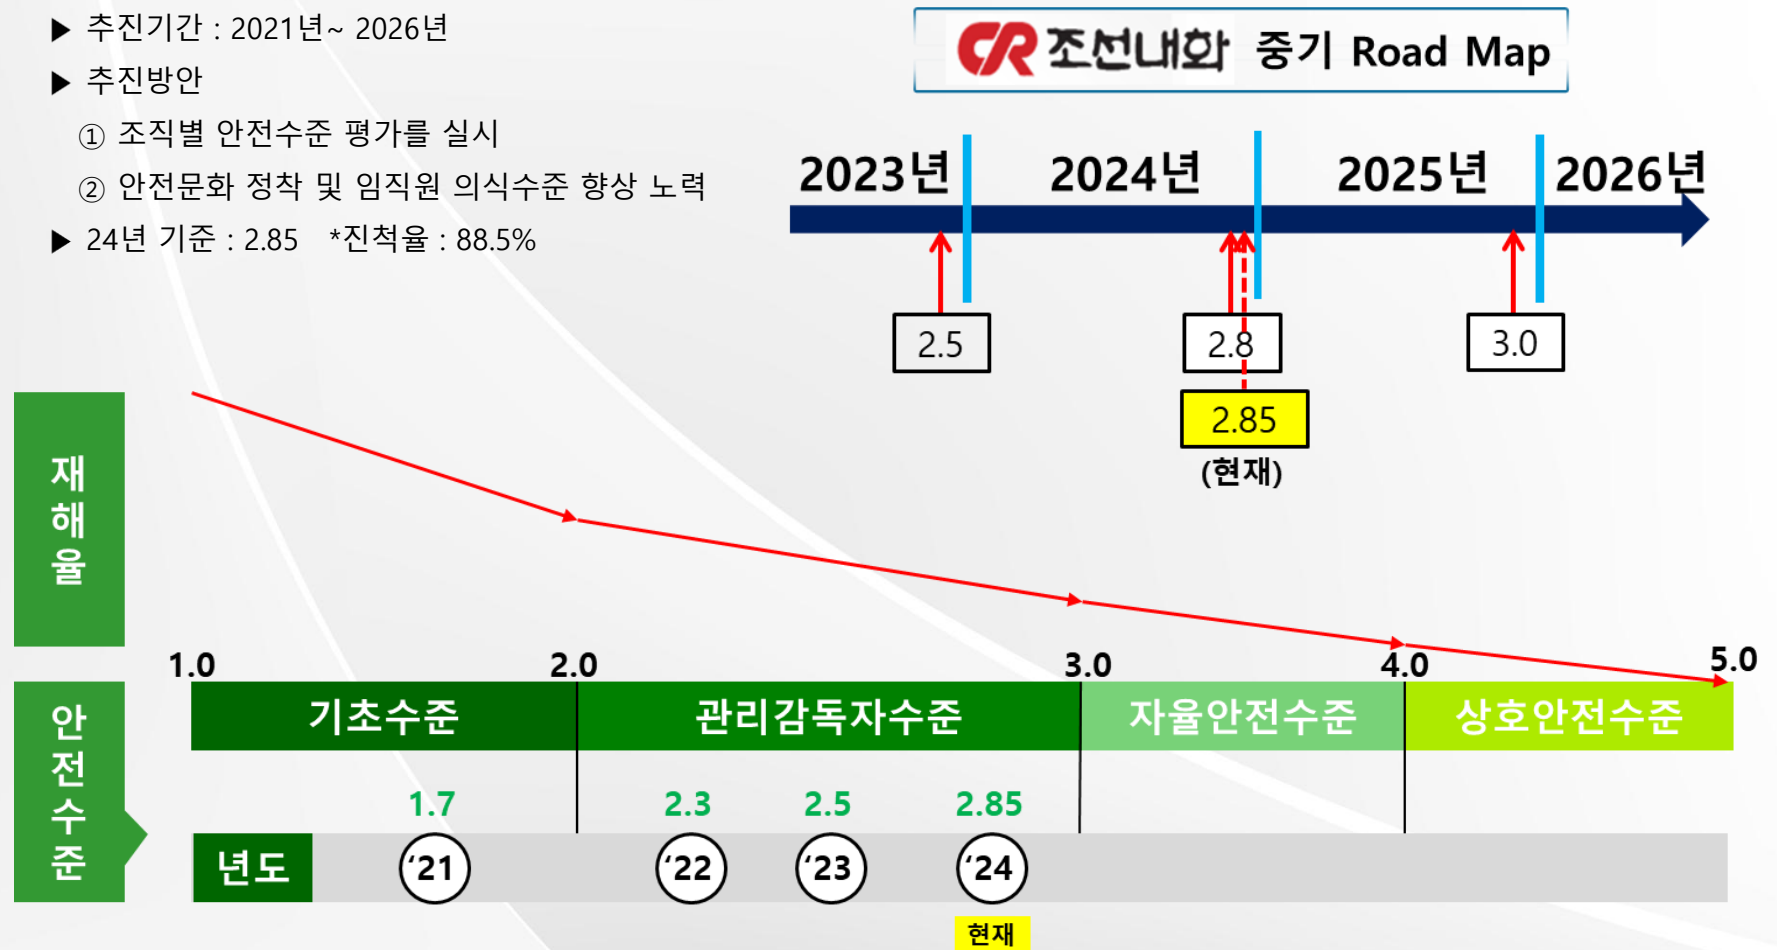 ▶ 추진기간 : 2021년~ 2026년
▶ 추진방안
① 조직별 안전수준 평가를 실시
② 안전문화 정착 및 임직원 의식수준 향상 노력
▶ 24년 기준 : 2.85 *진척율 : 88.5%
CR 조선내화 중기 Road Map
2023년 2024년 2025년 2026년
2.5 2.8 3.0
2.85
(현재)
재해율
1.0 2.0 3.0 4.0 5.0
안전수준
기초수준 관리감독자수준 자율안전수준 상호안전수준
1.7 2.3 2.5 2.85
년도 ‘21 ‘22 ‘23 ‘24
현재